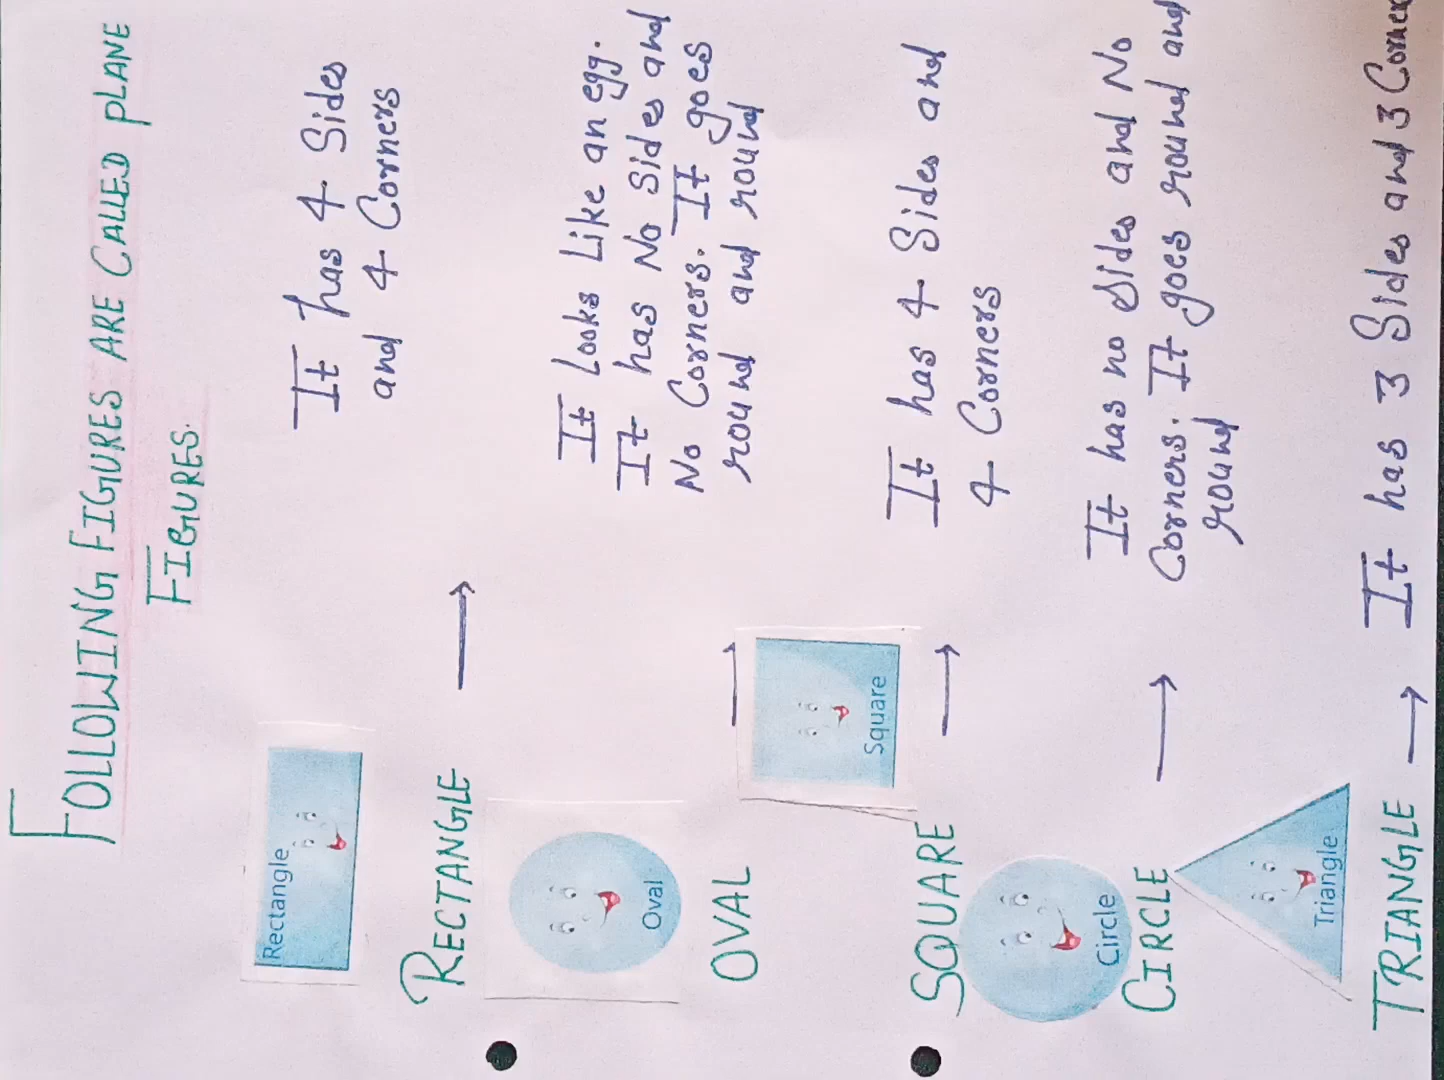 FOLLOWING FIGURES ARE CALLED PLANE
FIGURES.
Rectangle
RECTANGLE →
It has 4 Sides
and 4 Corners
Oval
OVAL →
It Looks Like an egg.
It has No Sides and
No Corners. It goes
round and round
Square
SQUARE →
It has 4 Sides and
4 Corners
Circle
CIRCLE →
It has no Sides and No
Corners. It goes round and
round
Triangle
TRIANGLE → It has 3 Sides and 3